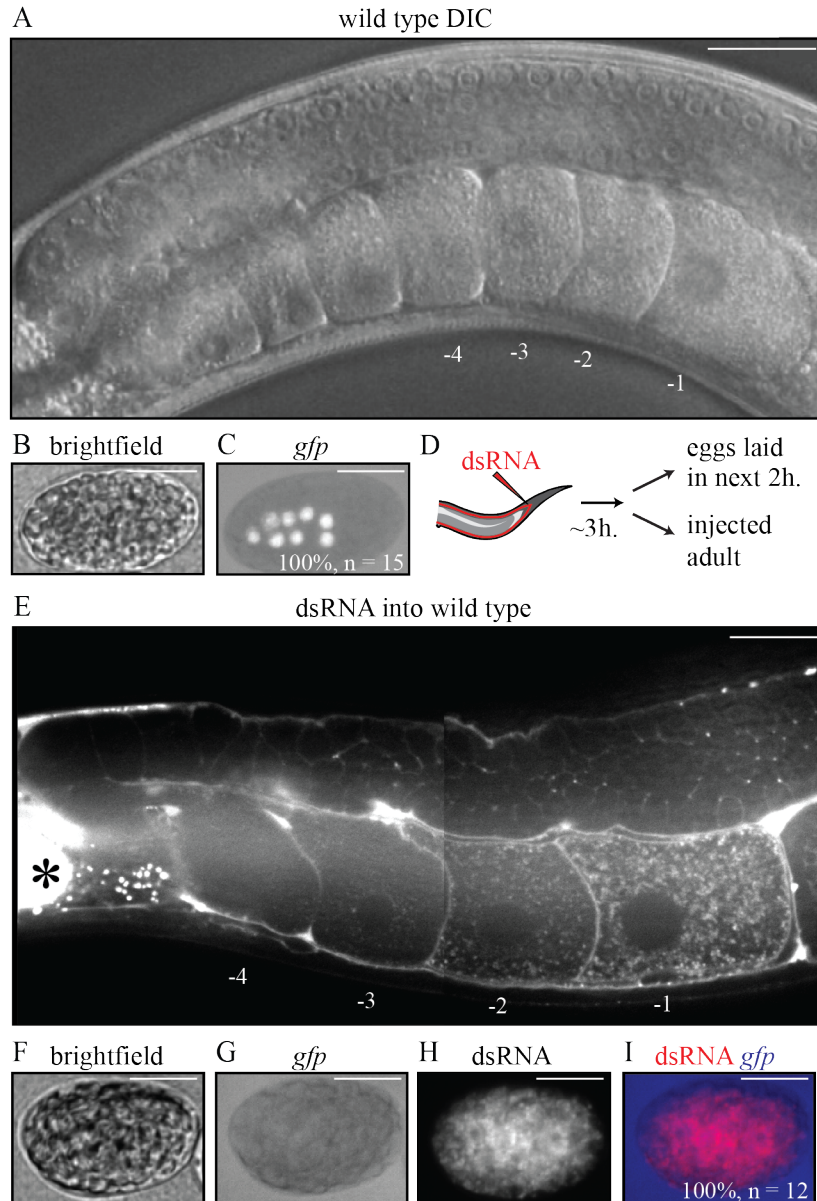 A
wild type DIC
-4
-3
-2
-1
B
brightfield
C
gfp
100%, n = 15
D
dsRNA
~3h.
eggs laid
in next 2h.
injected
adult
E
dsRNA into wild type
*
-4
-3
-2
-1
F
brightfield
G
gfp
H
dsRNA
I
dsRNA gfp
100%, n = 12